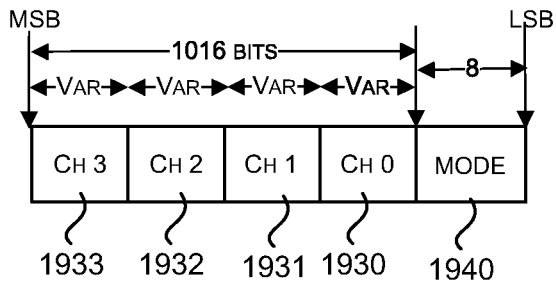 MSB LSB
1016 BITS
8
VAR VAR VAR VAR
CH 3 CH 2 CH 1 CH 0 MODE
1933 1932 1931 1930 1940